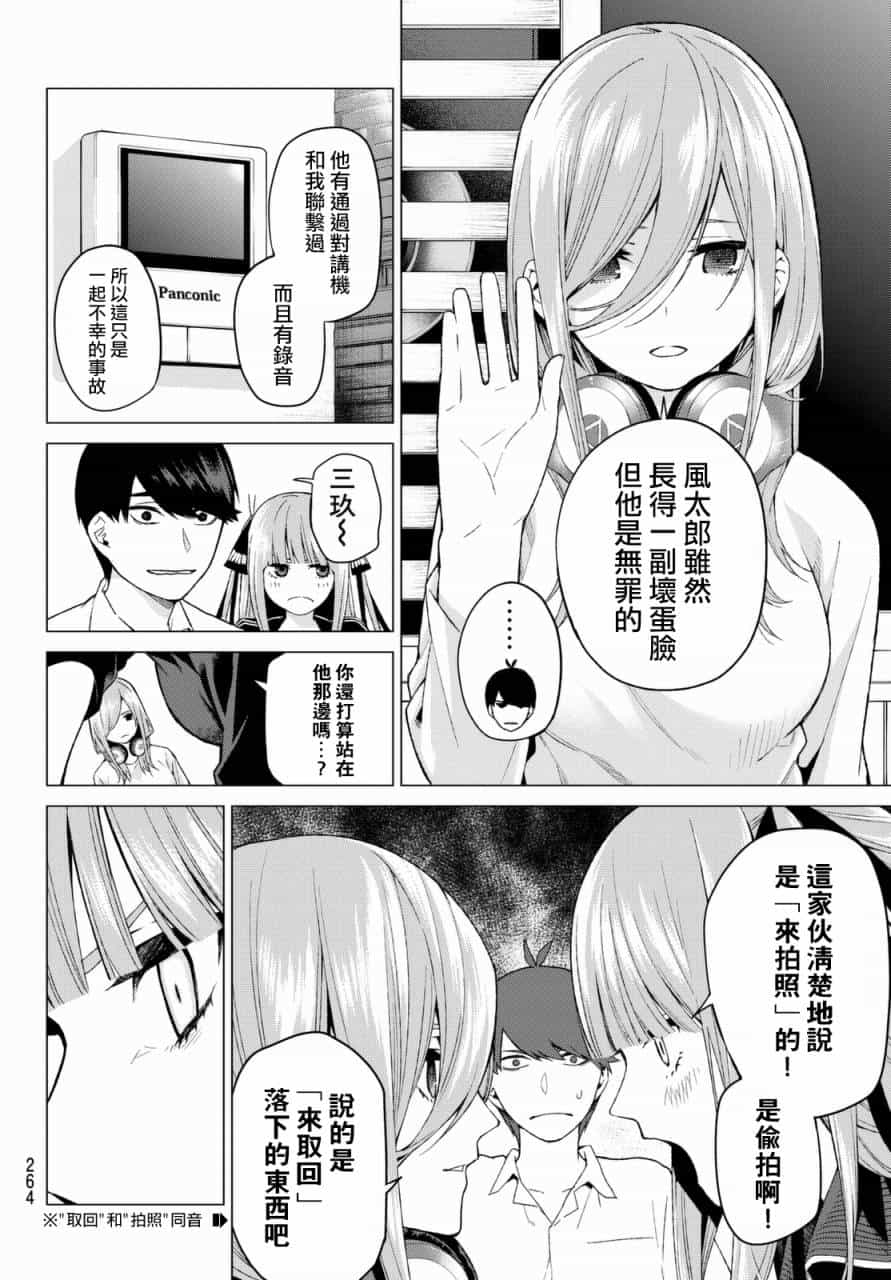 風太郎雖然
長得一副壞蛋臉
但他是無罪的
……
他有通過對講機
和我聯繫過
而且有錄音
Panconic
所以這只是
一起不幸的事故
三玖～
你還打算站在
他那邊嗎…?
這家伙清楚地說
是「來拍照」的！
是偷拍啊！
說的是
「來取回」
落下的東西吧
264
※"取回"和"拍照"同音